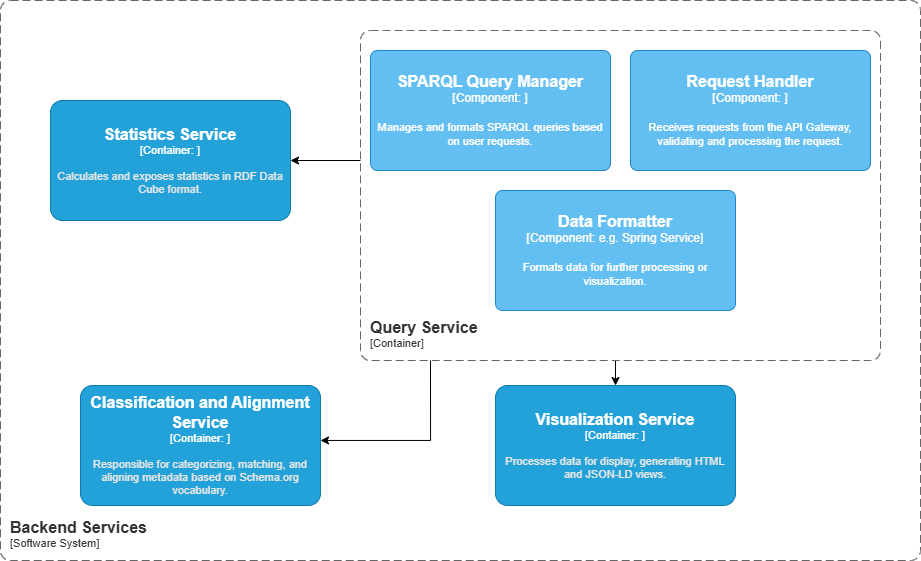 SPARQL Query Manager
[Component: ]
Manages and formats SPARQL queries based
on user requests.
Request Handler
[Component: ]
Receives requests from the API Gateway,
validating and processing the request.
Statistics Service
[Container: ]
Calculates and exposes statistics in RDF Data
Cube format.
Data Formatter
[Component: e.g. Spring Service]
Formats data for further processing or
visualization.
Query Service
[Container]
Classification and Alignment
Service
[Container: ]
Responsible for categorizing, matching, and
aligning metadata based on Schema.org
vocabulary.
Visualization Service
[Container: ]
Processes data for display, generating HTML
and JSON-LD views.
Backend Services
[Software System]